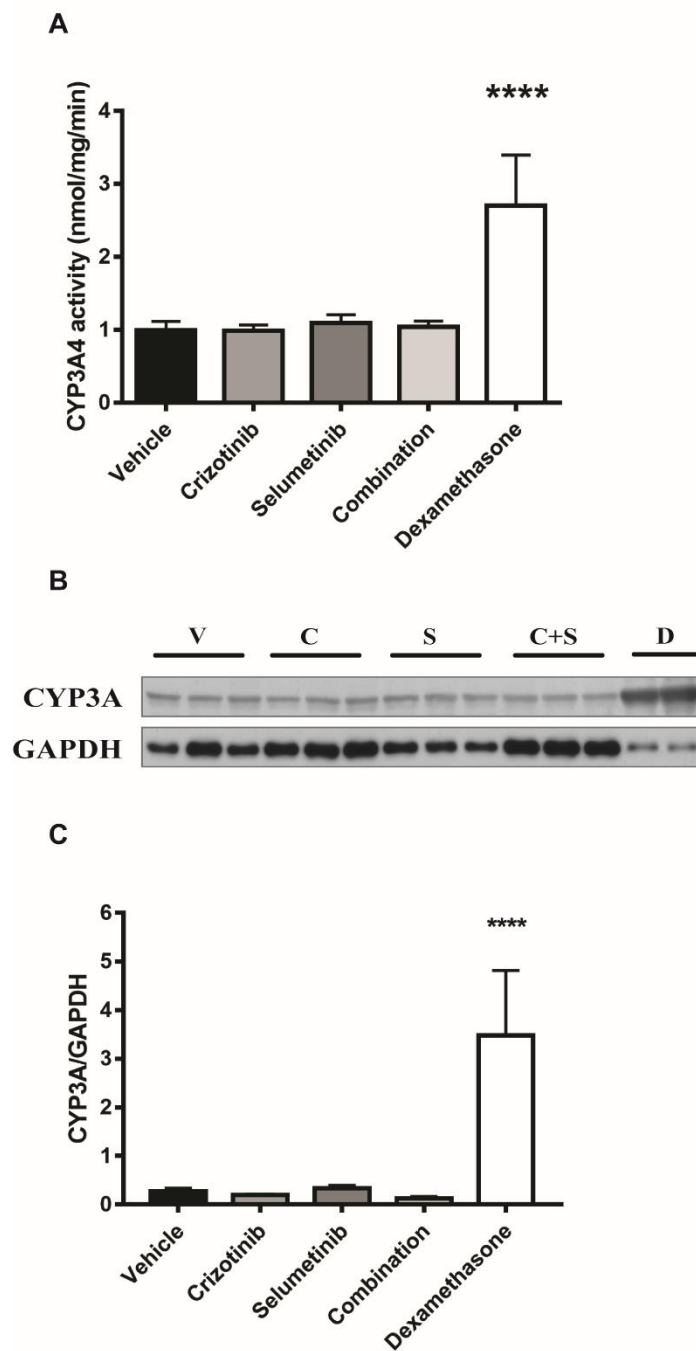 A
CYP3A4 activity (nmol/mg/min)
4
3
2
1
0
****
Vehicle
Crizotinib
Selumetinib
Combination
Dexamethasone
B
V C S C+S D
CYP3A
GAPDH
C
CYP3A/GAPDH
6
5
4
3
2
1
0
****
Vehicle
Crizotinib
Selumetinib
Combination
Dexamethasone